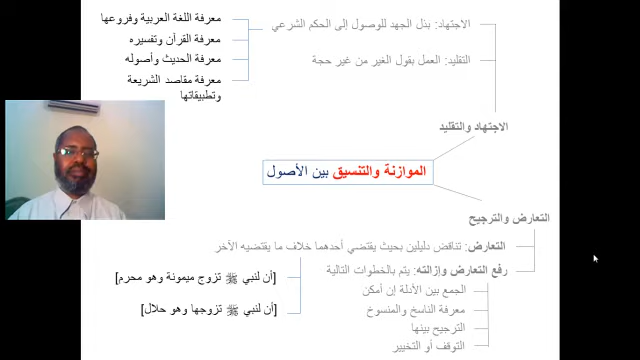 الاجتهاد: بذل الجهد للوصول إلى الحكم الشرعي
معرفة اللغة العربية وفروعها
معرفة القرآن وتفسيره
معرفة الحديث وأصوله
معرفة مقاصد الشريعة
وتطبيقاتها
التقليد: العمل بقول الغير من غير حجة
الاجتهاد والتقليد
الموازنة والتنسيق بين الأصول
التعارض والترجيح
التعارض: تناقض دليلين بحيث يقتضي أحدهما خلاف ما يقتضيه الآخر
[أن لنبي ﷺ تزوج ميمونة وهو محرم]
[أن لنبي ﷺ تزوجها وهو حلال]
رفع التعارض وإزالته: يتم بالخطوات التالية
الجمع بين الأدلة إن أمكن
معرفة الناسخ والمنسوخ
الترجيح بينها
التوقف أو التخيير